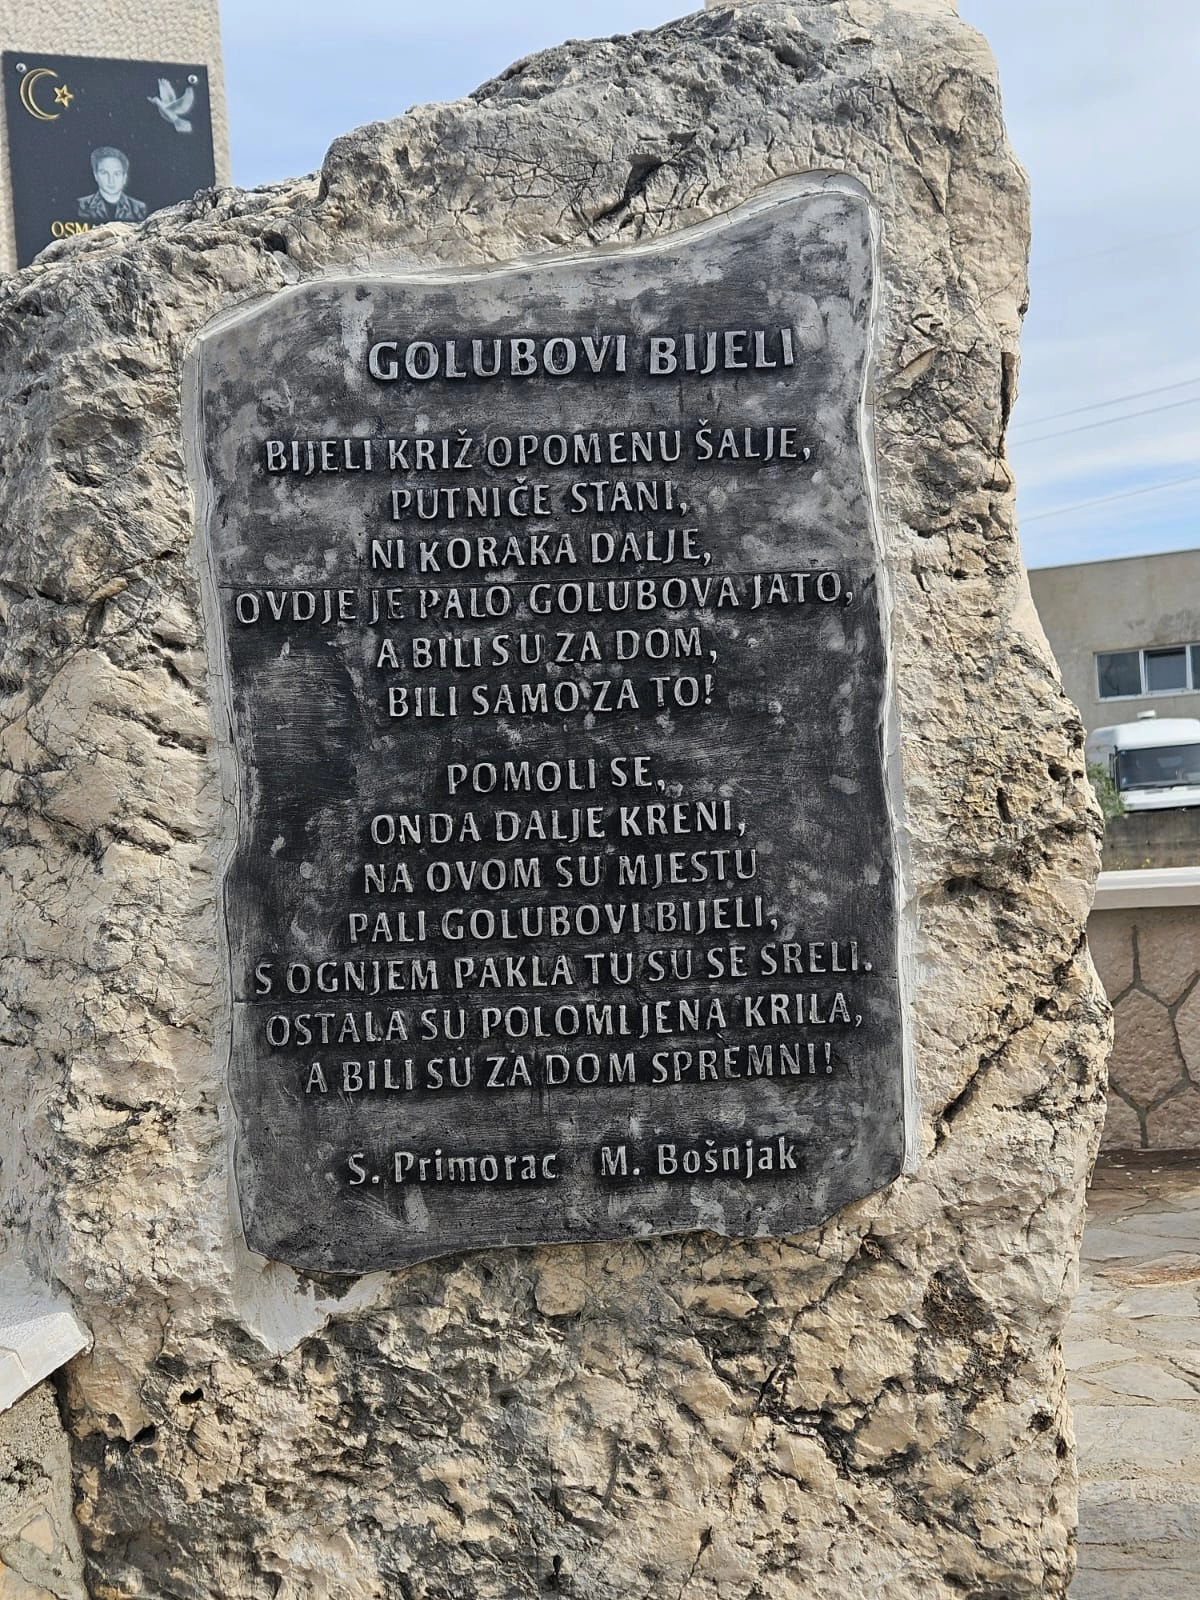 GOLUBOVI BIJELI
BIJELI KRIŽ OPOMENU ŠALJE,
PUTNIČE STANI,
NI KORAKA DALJE,
OVDJE JE PALO GOLUBOVA JATO,
A BILI SU ZA DOM,
BILI SAMO ZA TO!
POMOLI SE,
ONDA DALJE KRENI,
NA OVOM SU MJESTU
PALI GOLUBOVI BIJELI,
S OGNJEM PAKLA TU SU SE SRELI.
OSTALA SU POLOMLJENA KRILA,
A BILI SU ZA DOM SPREMNI!
S. Primorac M. Bošnjak